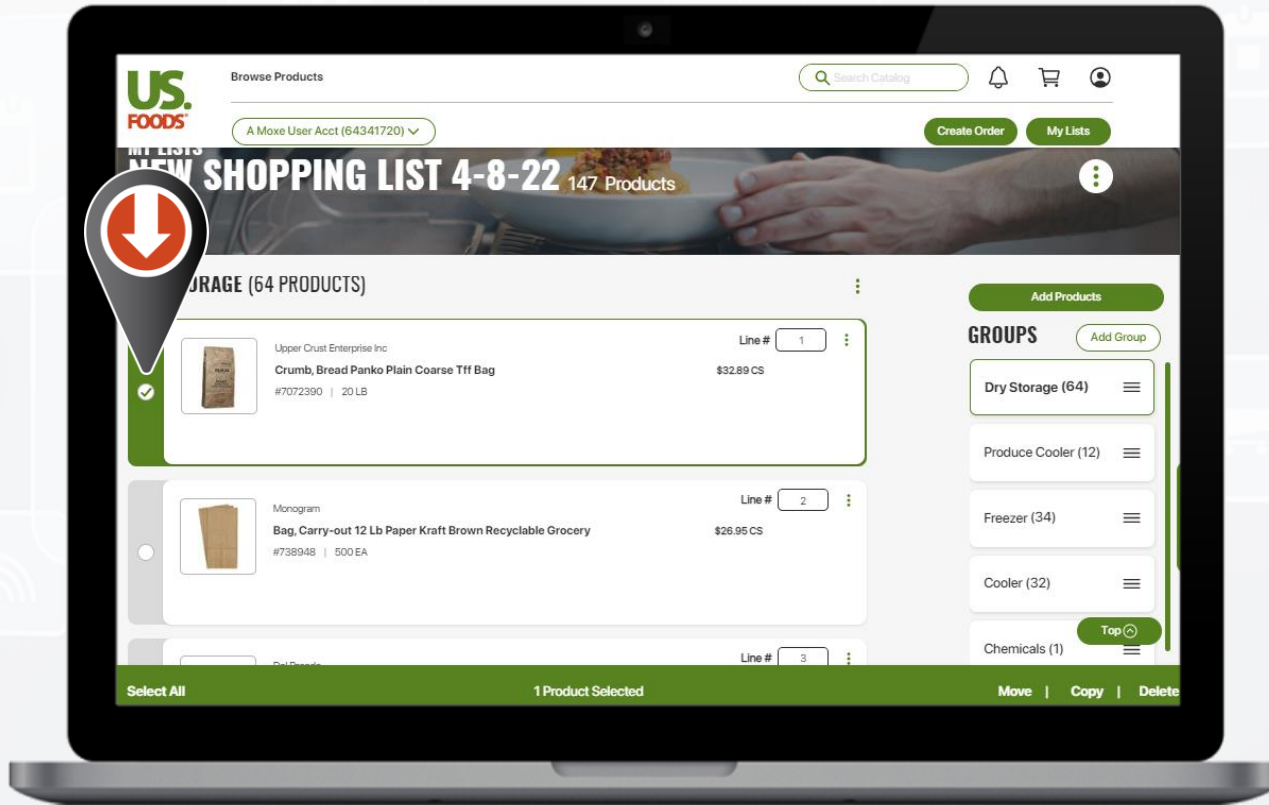 US.
FOODS
Browse Products
Search Catalog
A Moxe User Acct (64341720)
Create Order
My Lists
MY LISTS
NEW SHOPPING LIST 4-8-22 147 Products
(64 PRODUCTS)
Add Products
GROUPS
Add Group
Upper Crust Enterprise Inc
Crumb, Bread Panko Plain Coarse Tff Bag
#7072390 | 20 LB
Line # 1
$32.89 CS
Dry Storage (64)
Produce Cooler (12)
Monogram
Bag, Carry-out 12 Lb Paper Kraft Brown Recyclable Grocery
#738948 | 500 EA
Line # 2
$26.95 CS
Freezer (34)
Cooler (32)
Top
Chemicals (1)
Line # 3
Select All
1 Product Selected
Move | Copy | Delete